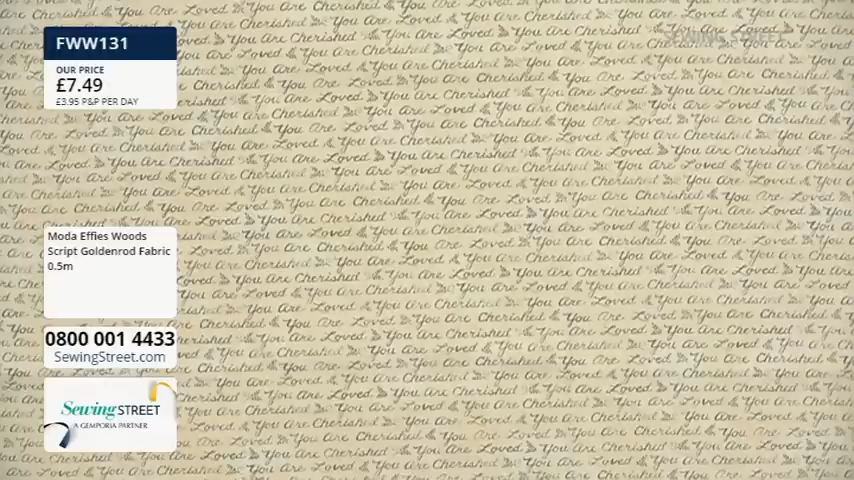 FWW131
OUR PRICE
£7.49
£3.95 P&P PER DAY
Moda Effies Woods
Script Goldenrod Fabric
0.5m
0800 001 4433
SewingStreet.com
Sewing STREET
A GEMPORIA PARTNER
You Are Loved You Are Cherished